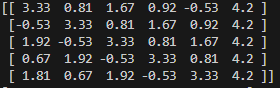 [[ 3.33 0.81 1.67 0.92 -0.53 4.2 ]
[-0.53 3.33 0.81 1.67 0.92 4.2 ]
[ 1.92 -0.53 3.33 0.81 1.67 4.2 ]
[ 0.67 1.92 -0.53 3.33 0.81 4.2 ]
[ 1.81 0.67 1.92 -0.53 3.33 4.2 ]]